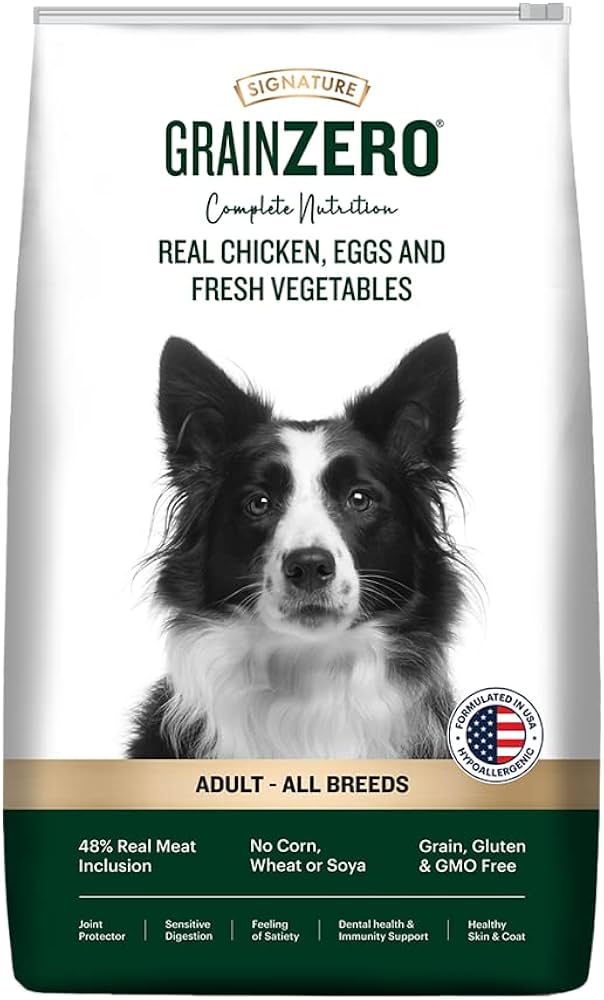 SIGNATURE
GRAINZERO®
Complete Nutrition
REAL CHICKEN, EGGS AND
FRESH VEGETABLES
FORMULATED IN USA
HYPOALLERGENIC
ADULT - ALL BREEDS
48% Real Meat
Inclusion
No Corn,
Wheat or Soya
Grain, Gluten
& GMO Free
Joint
Protector
Sensitive
Digestion
Feeling
of Satiety
Dental health &
Immunity Support
Healthy
Skin & Coat